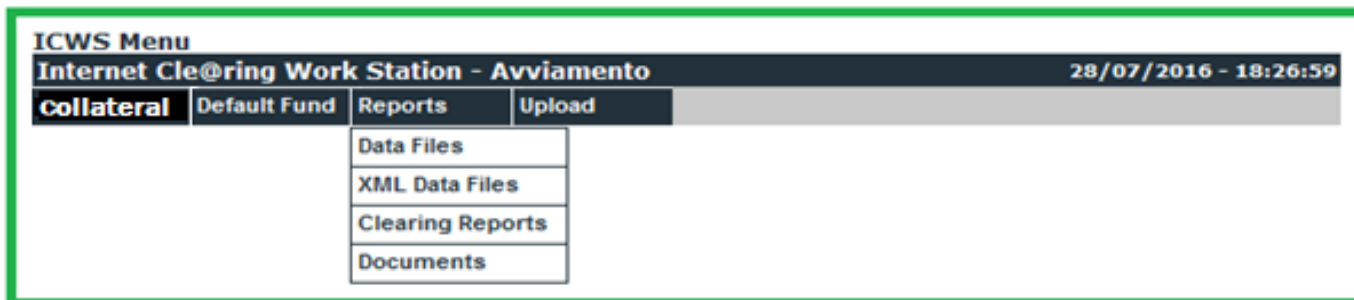 ICWS Menu
Internet Cle@ring Work Station - Avviamento 28/07/2016 - 18:26:59
Collateral Default Fund Reports Upload
Data Files
XML Data Files
Clearing Reports
Documents